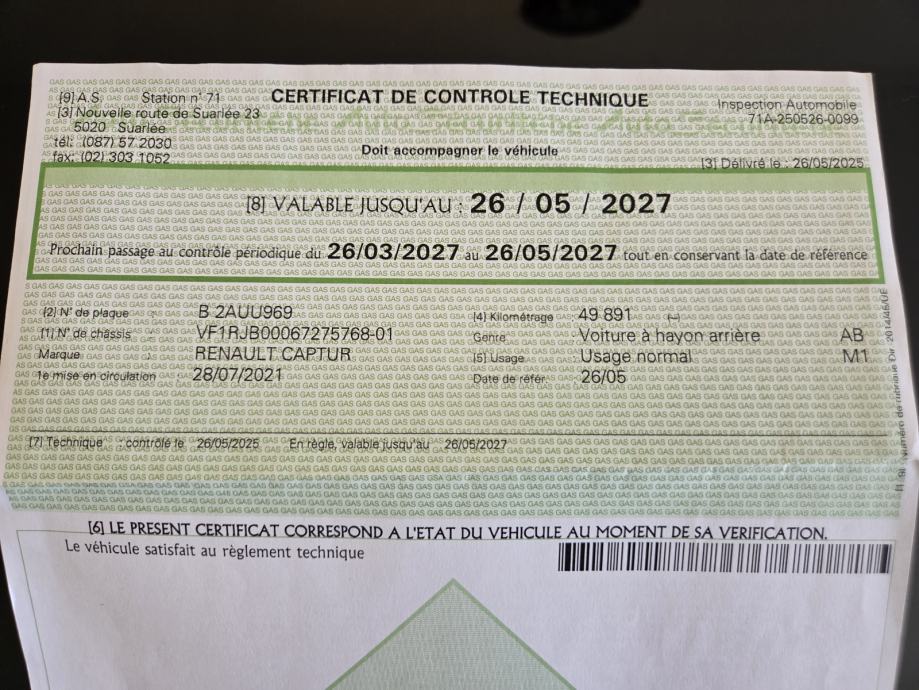 [9] A.S. Station n° 71
[3] Nouvelle route de Suarlée 23
5020 Suarlée
tél: (087) 57 2030
fax: (02) 303 1052
CERTIFICAT DE CONTROLE TECHNIQUE
Doit accompagner le véhicule
Inspection Automobile
71A-250526-0099
[3] Délivré le : 26/05/2025
[8] VALABLE JUSQU'AU : 26 / 05 / 2027
Prochain passage au contrôle périodique du 26/03/2027 au 26/05/2027 tout en conservant la date de référence
[2] N° de plaque : B 2AUU969
[1] N° de chassis : VF1RJB00067275768-01
Marque : RENAULT CAPTUR
1e mise en circulation : 28/07/2021
[4] Kilométrage : 49 891 (-)
Genre : Voiture à hayon arrière AB
[5] Usage : Usage normal M1
Date de référ. : 26/05
[7] Technique : contrôlé le 26/05/2025 En règle, valable jusqu'au 26/05/2027
[6] LE PRESENT CERTIFICAT CORRESPOND A L'ETAT DU VEHICULE AU MOMENT DE SA VERIFICATION.
Le véhicule satisfait au règlement technique